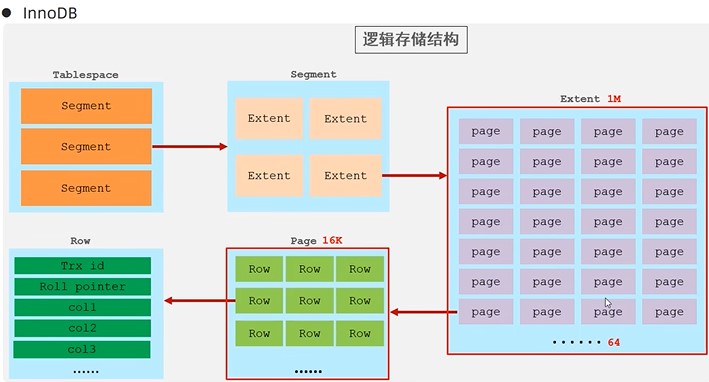 ● InnoDB
逻辑存储结构
Tablespace
Segment
Segment
Segment
Segment
Extent Extent
Extent Extent
Extent 1M
page page page page
page page page page
page page page page
page page page page
page page page page
page page page page
page page page page
······ 64
Row
Trx id
Roll pointer
col1
col2
col3
······
Page 16K
Row Row Row
Row Row Row
Row Row Row
······